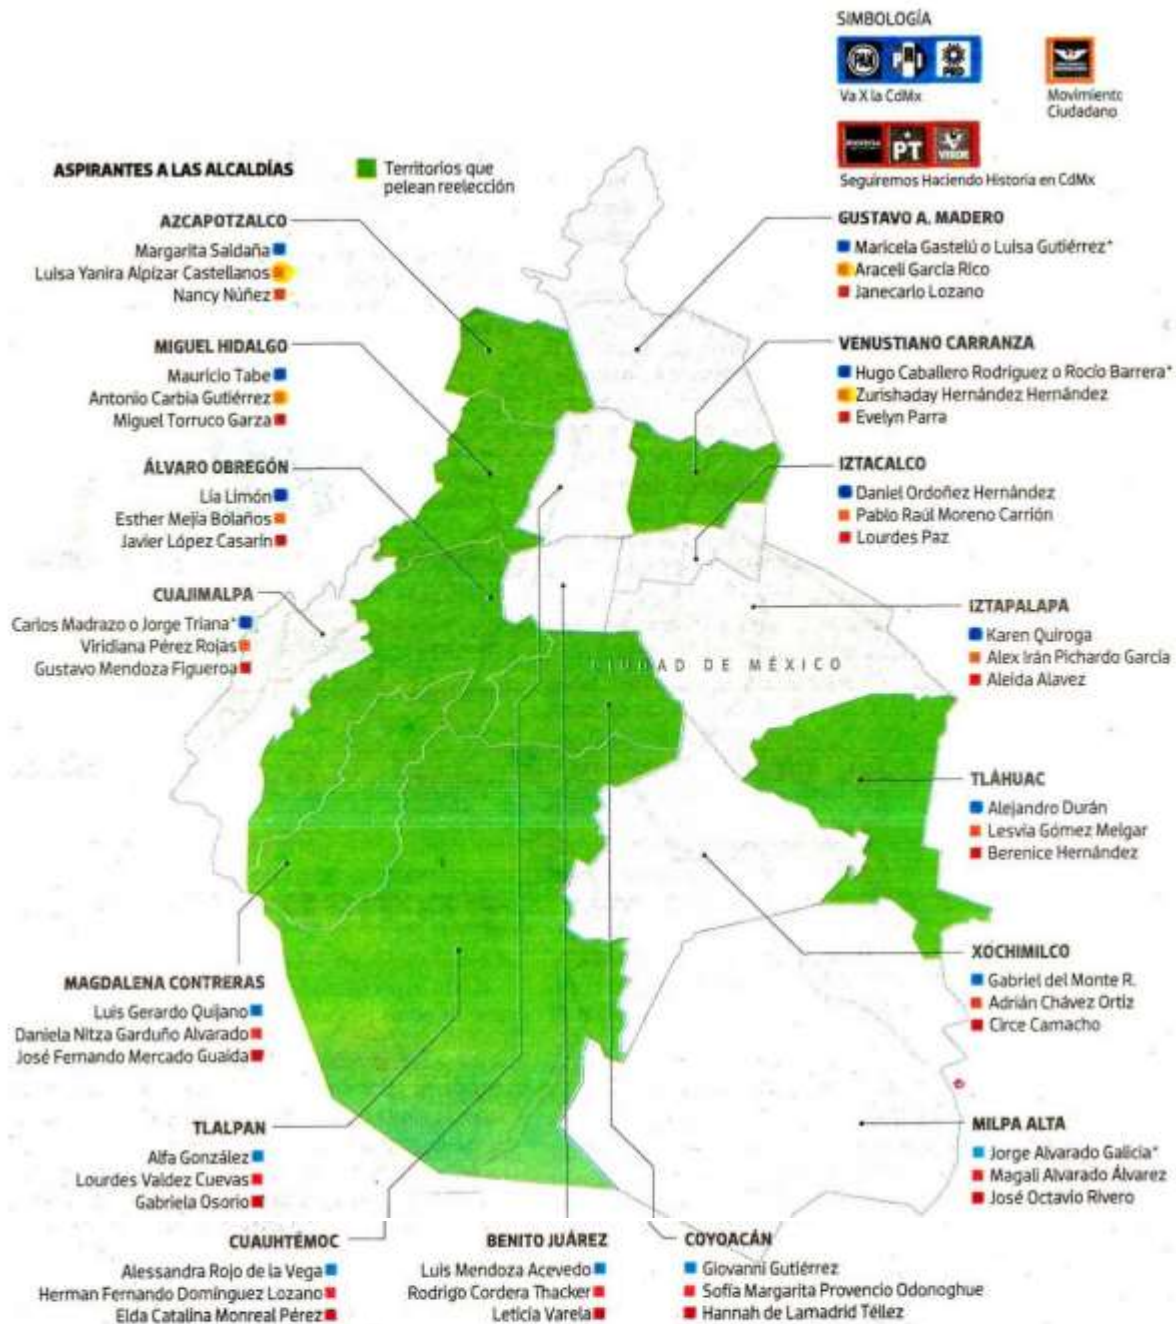 SIMBOLOGÍA
PAN PRI PRD
Va X la CdMx
Movimiento
Ciudadano
morena PT VERDE
Seguiremos Haciendo Historia en CdMx
ASPIRANTES A LAS ALCALDÍAS
Territorios que
pelean reelección
AZCAPOTZALCO
Margarita Saldaña
Luisa Yanira Alpízar Castellanos
Nancy Núñez
MIGUEL HIDALGO
Mauricio Tabe
Antonio Carbia Gutiérrez
Miguel Torruco Garza
ÁLVARO OBREGÓN
Lía Limón
Esther Mejía Bolaños
Javier López Casarín
CUAJIMALPA
Carlos Madrazo o Jorge Triana*
Viridiana Pérez Rojas
Gustavo Mendoza Figueroa
GUSTAVO A. MADERO
Maricela Gastelú o Luisa Gutiérrez*
Araceli García Rico
Janecarlo Lozano
VENUSTIANO CARRANZA
Hugo Caballero Rodríguez o Rocío Barrera*
Zurishaday Hernández Hernández
Evelyn Parra
IZTACALCO
Daniel Ordoñez Hernández
Pablo Raúl Moreno Carrión
Lourdes Paz
IZTAPALAPA
Karen Quiroga
Alex Irán Pichardo García
Aleida Alavez
CIUDAD DE MÉXICO
TLÁHUAC
Alejandro Durán
Lesvia Gómez Melgar
Berenice Hernández
XOCHIMILCO
Gabriel del Monte R.
Adrián Chávez Ortiz
Circe Camacho
MILPA ALTA
Jorge Alvarado Galicia*
Magali Alvarado Álvarez
José Octavio Rivero
MAGDALENA CONTRERAS
Luis Gerardo Quijano
Daniela Nitza Garduño Alvarado
José Fernando Mercado Guaida
TLALPAN
Alfa González
Lourdes Valdez Cuevas
Gabriela Osorio
CUAUHTÉMOC
Alessandra Rojo de la Vega
Herman Fernando Domínguez Lozano
Elda Catalina Monreal Pérez
BENITO JUÁREZ
Luis Mendoza Acevedo
Rodrigo Cordera Thacker
Leticia Varela
COYOACÁN
Giovanni Gutiérrez
Sofía Margarita Provencio Odonoghue
Hannah de Lamadrid Téllez